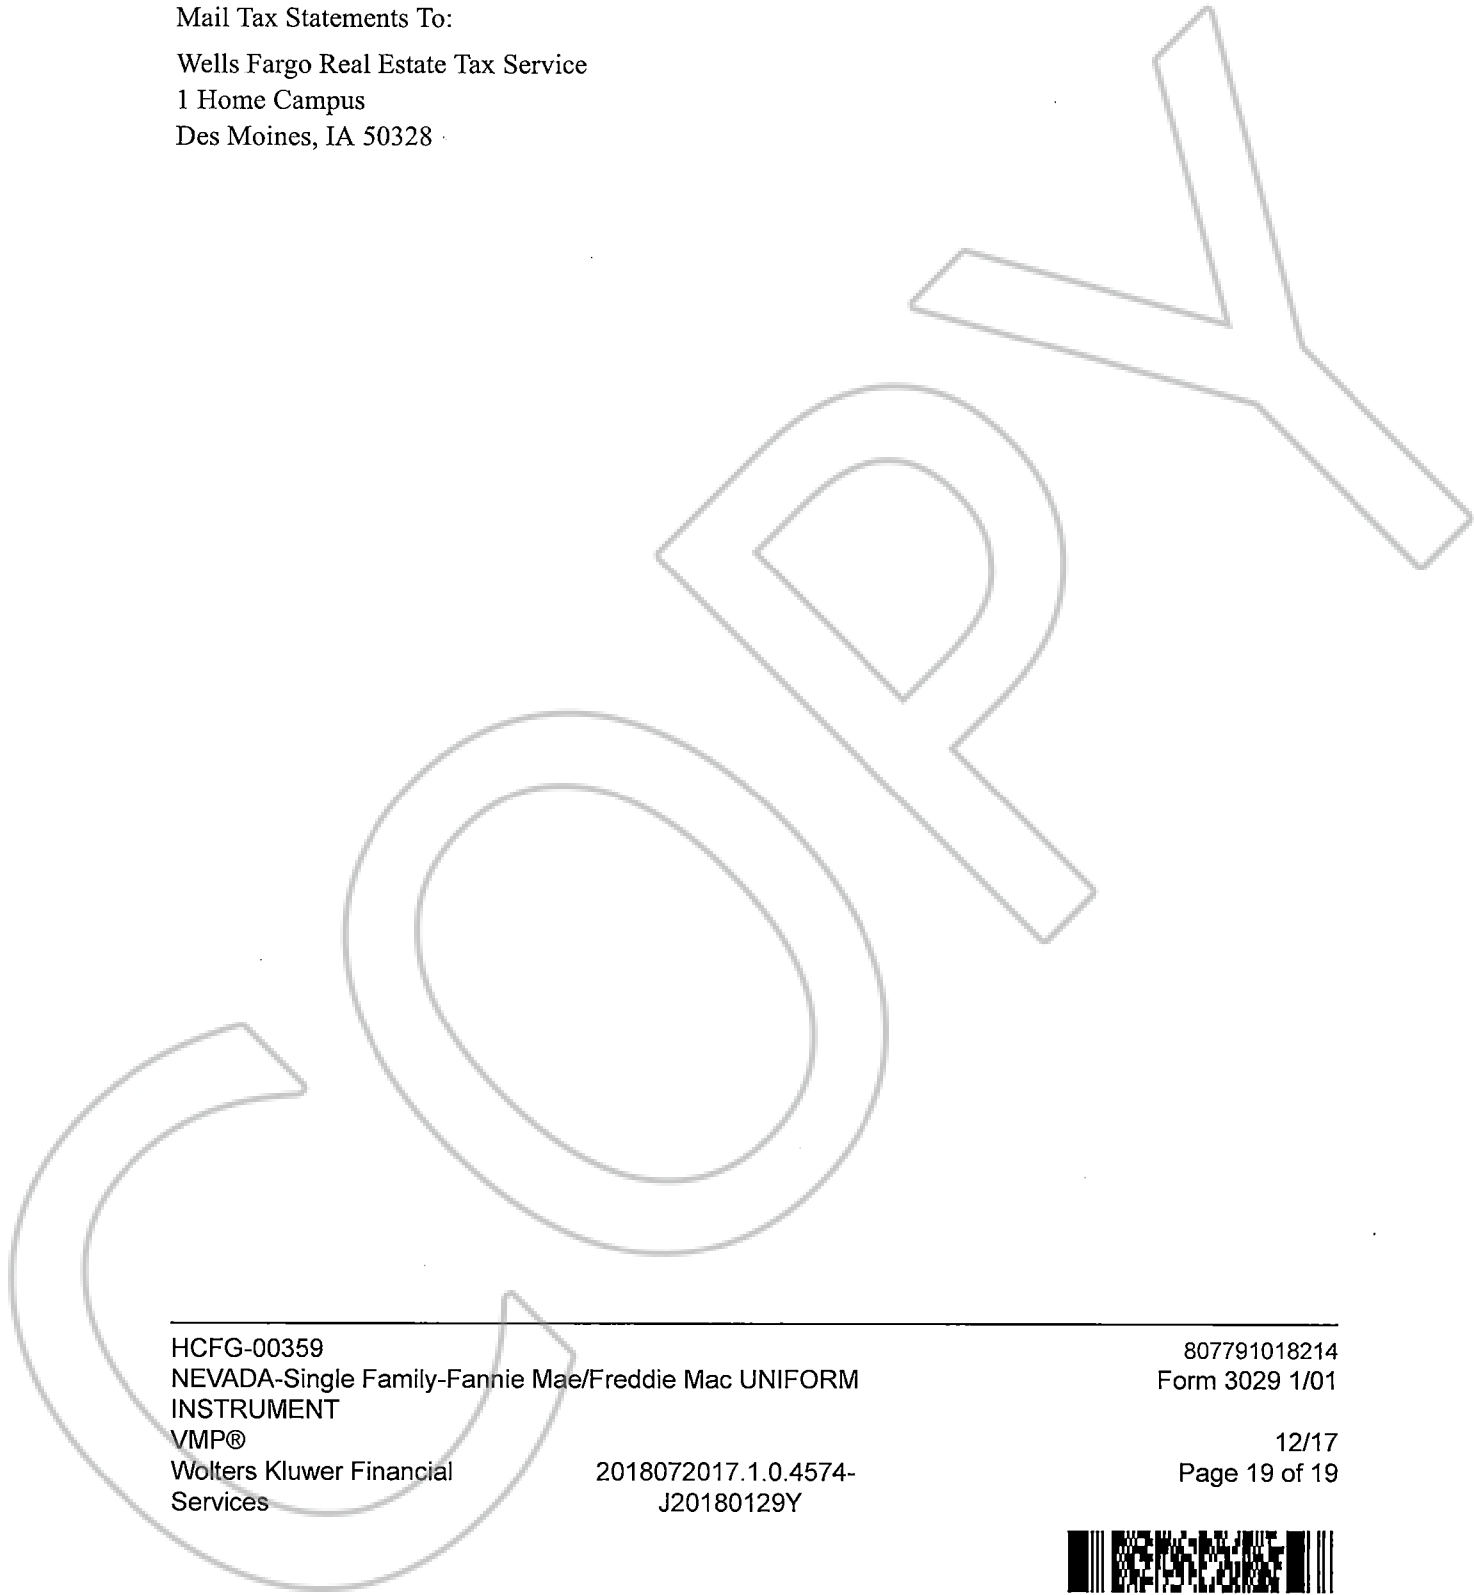 Mail Tax Statements To:
Wells Fargo Real Estate Tax Service
1 Home Campus
Des Moines, IA 50328
COPY
HCFG-00359 807791018214
NEVADA-Single Family-Fannie Mae/Freddie Mac UNIFORM Form 3029 1/01
INSTRUMENT
VMP® 12/17
Wolters Kluwer Financial 2018072017.1.0.4574- Page 19 of 19
Services J20180129Y